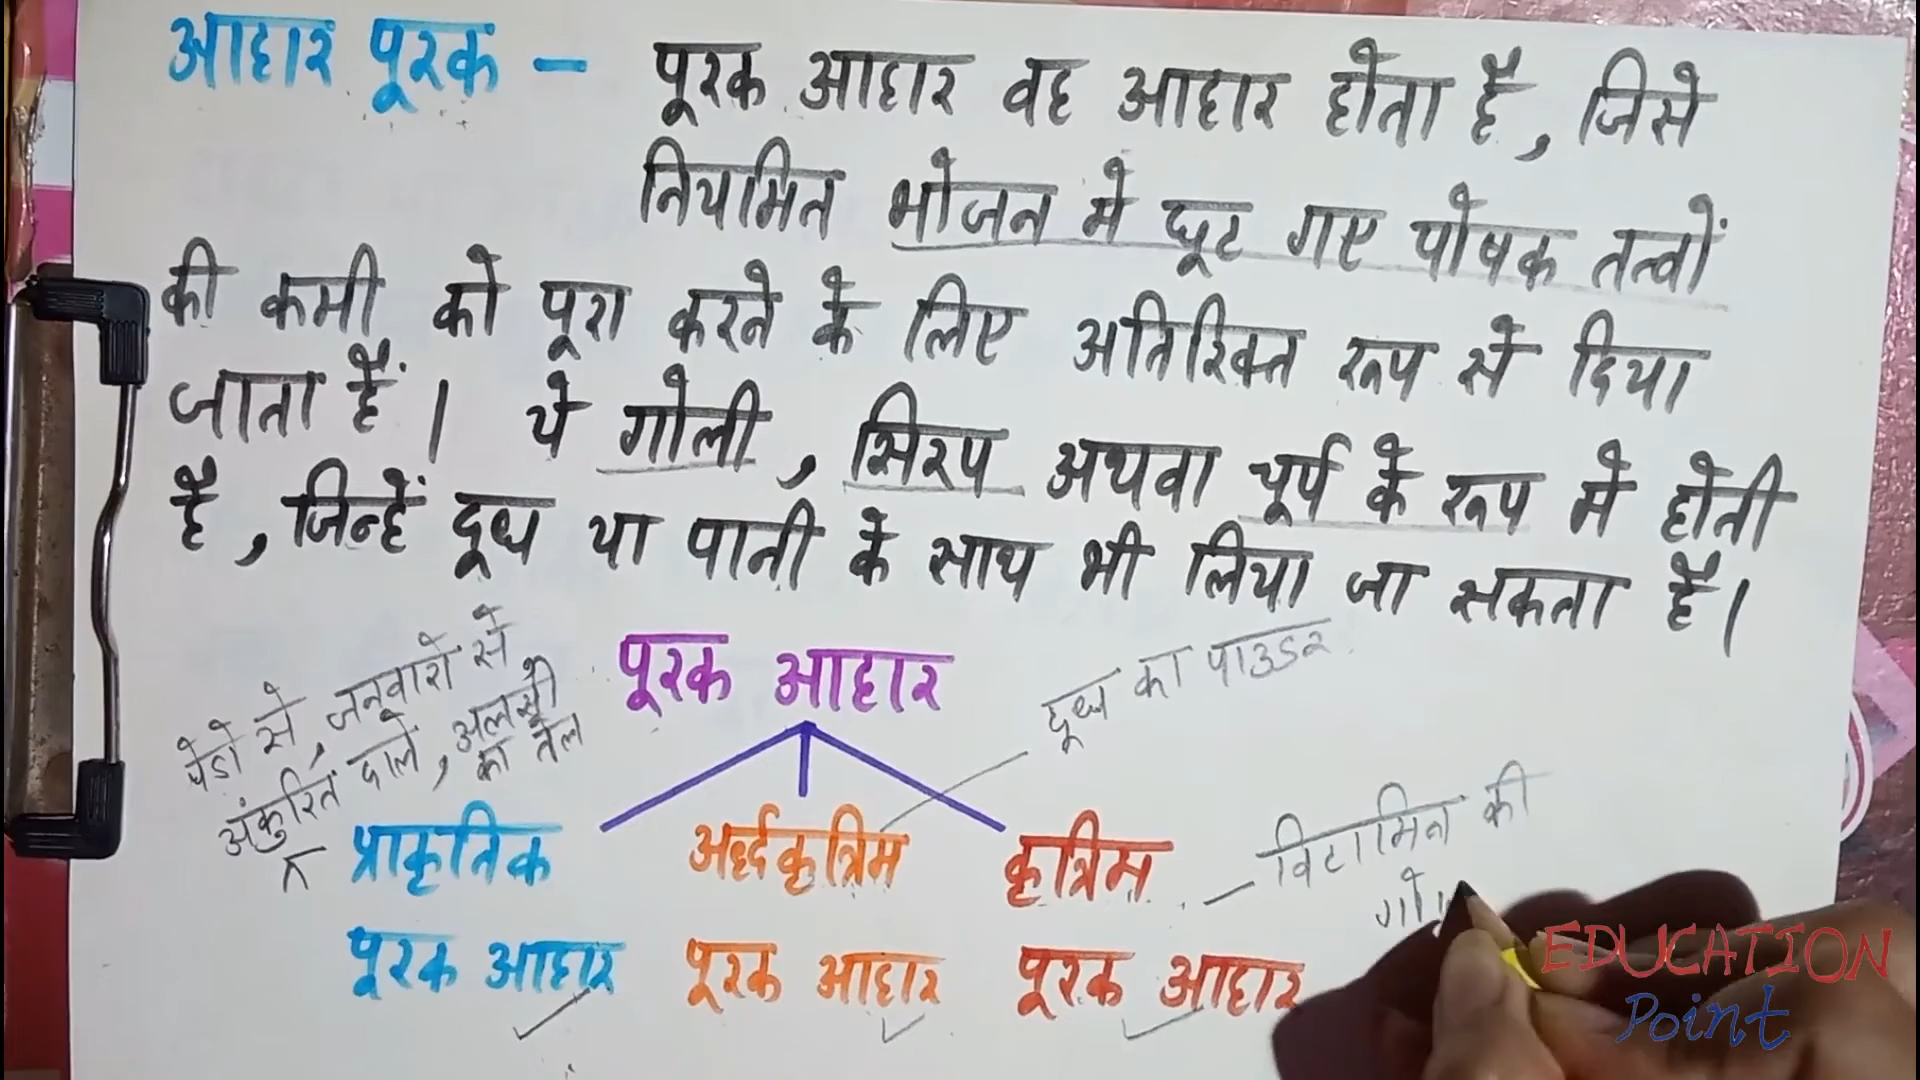 आहार पूरक - पूरक आहार वह आहार होता है, जिसे
नियमित भोजन मे छूट गए पोषक तत्वों
की कमी को पूरा करने के लिए अतिरिक्त रूप से दिया
जाता हैं। ये गोली, सिरप अथवा चूर्ण के रूप मे होती
है, जिन्हें दूध या पानी के साथ भी लिया जा सकता है।
पूरक आहार
पेडो से, जनवारो से
अंकुरित दाले, अलसी
का तेल
दूध का पाउडर
प्राकृतिक
पूरक आहार
अर्द्धकृत्रिम
पूरक आहार
कृत्रिम
पूरक आहार
विटामिन की
गो
EDUCATION
Point